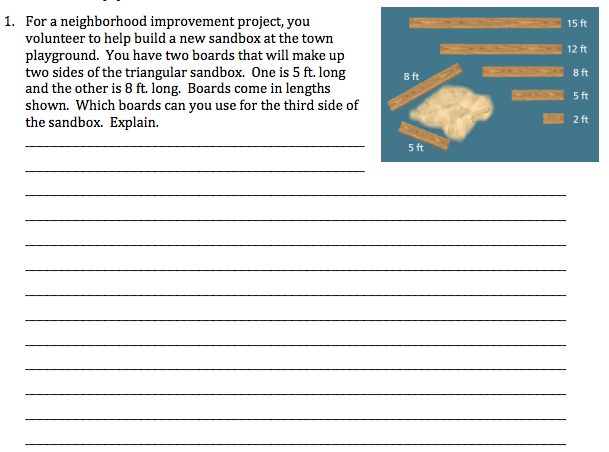 1. For a neighborhood improvement project, you
volunteer to help build a new sandbox at the town
playground. You have two boards that will make up
two sides of the triangular sandbox. One is 5 ft. long
and the other is 8 ft. long. Boards come in lengths
shown. Which boards can you use for the third side of
the sandbox. Explain.
15 ft
12 ft
8 ft
8 ft
5 ft
2 ft
5 ft